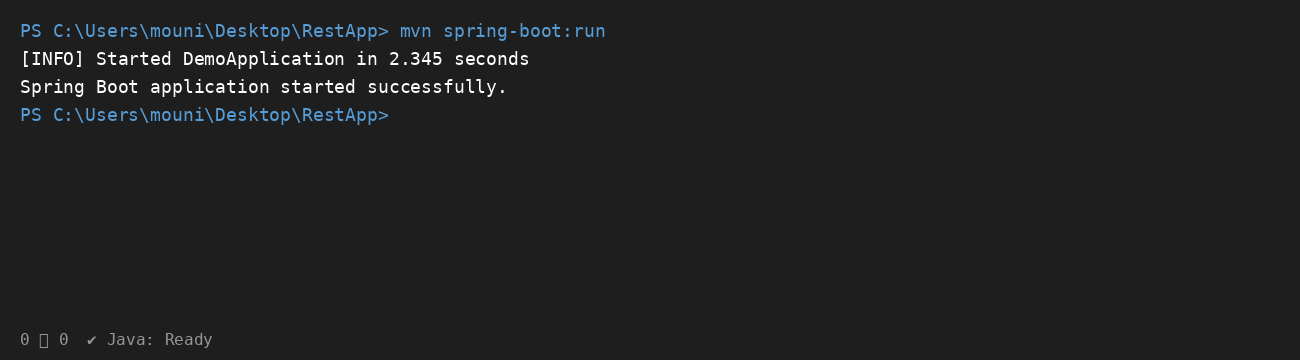 PS C:\Users\mouni\Desktop\RestApp> mvn spring-boot:run
[INFO] Started DemoApplication in 2.345 seconds
Spring Boot application started successfully.
PS C:\Users\mouni\Desktop\RestApp>
0 ▯ 0 ✔ Java: Ready